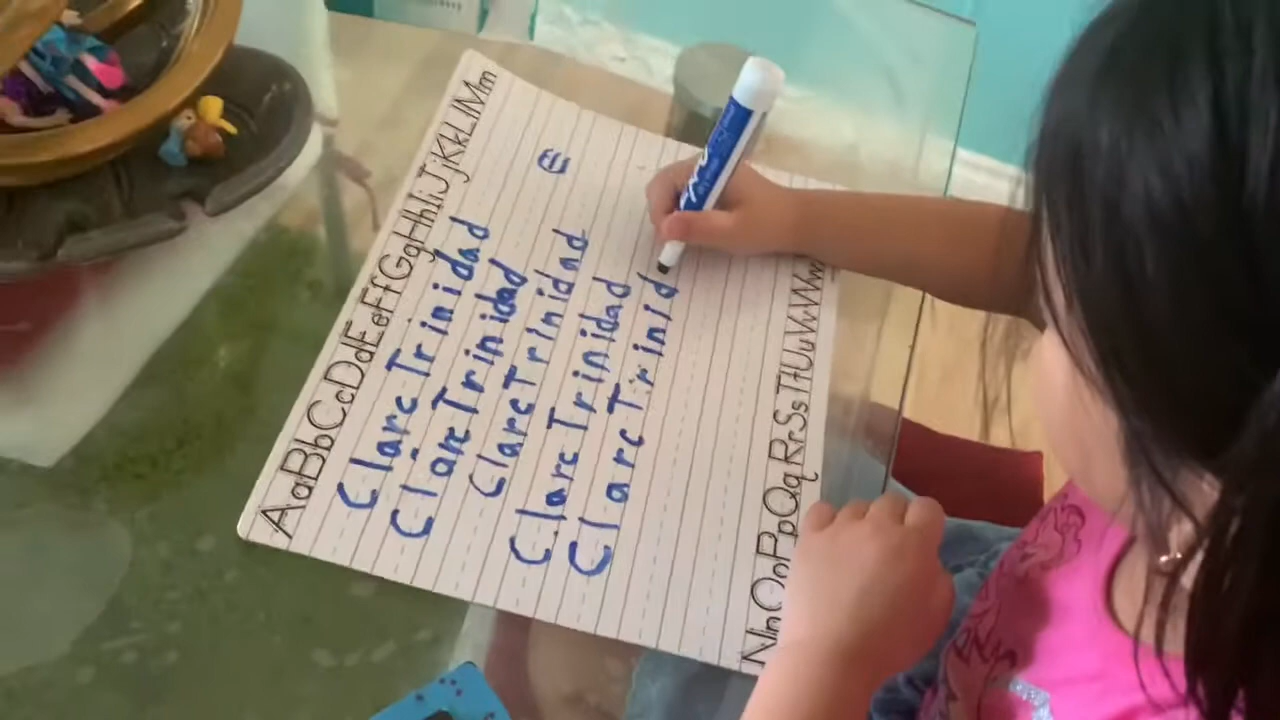 AaBbCcDdEeFfGgHhIiJjKkLlMm
Clare Trinidad
Clare Trinidad
Clare Trinidad
Clare Trinidad
Clare Trinid
NnOoPpQqRrSsTtUuVvWw